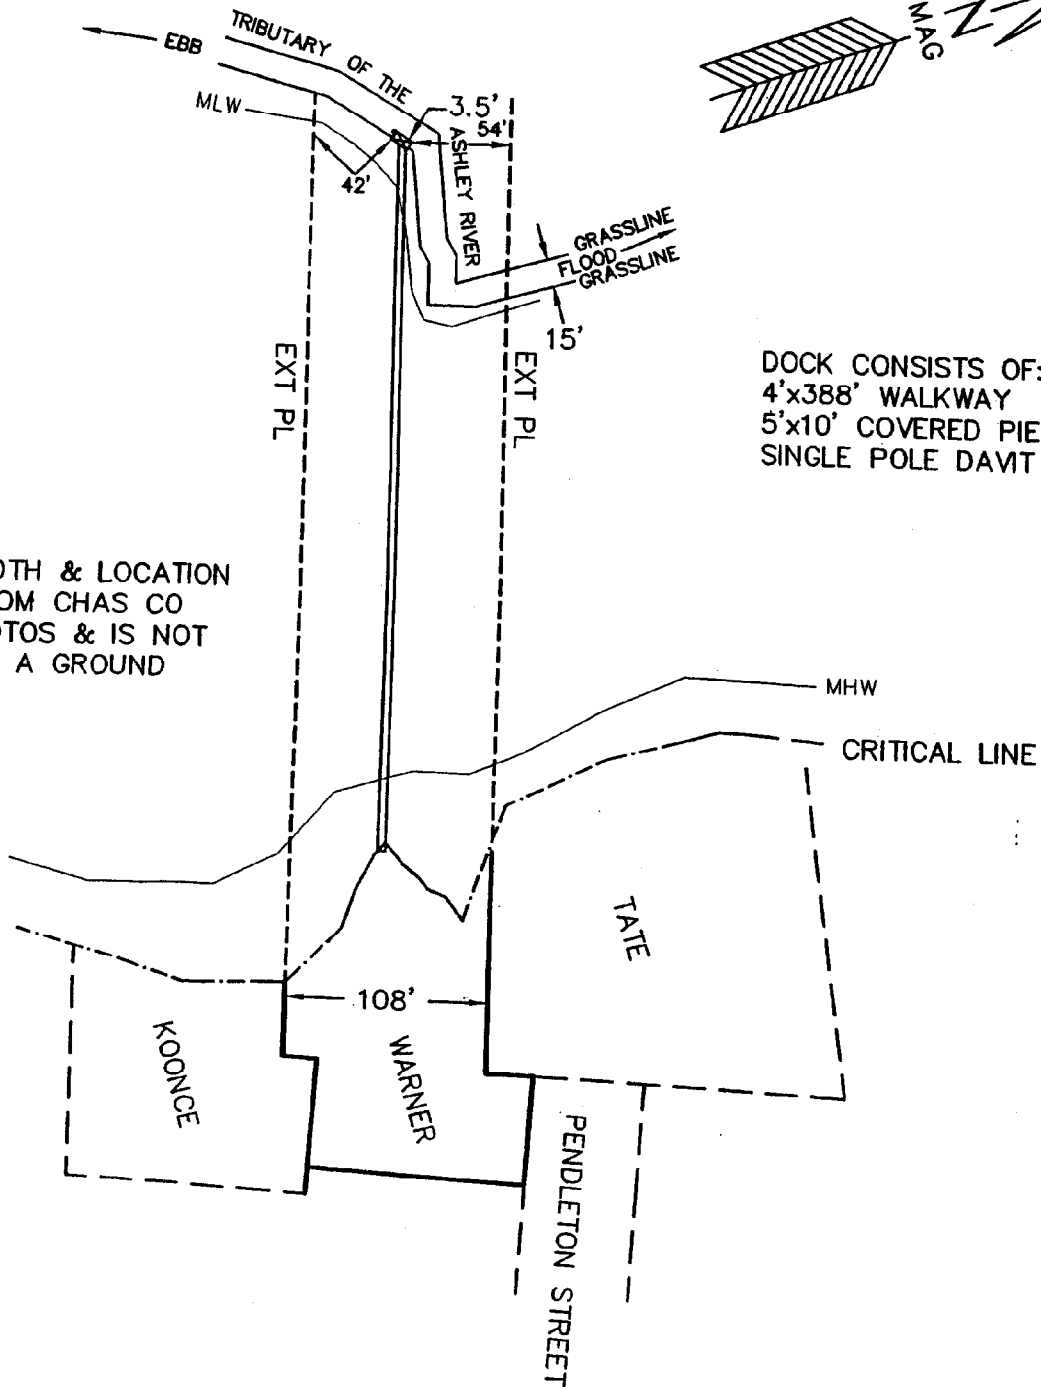 TRIBUTARY OF THE
ASHLEY RIVER
EBB
MLW
3.5'
54'
42'
GRASSLINE
FLOOD
GRASSLINE
15'
MAG
EXT PL
EXT PL
DOCK CONSISTS OF:
4'x388' WALKWAY
5'x10' COVERED PIE
SINGLE POLE DAVIT
OTH & LOCATION
OM CHAS CO
OTOS & IS NOT
A GROUND
MHW
CRITICAL LINE
TATE
108'
KOONCE
WARNER
PENDLETON STREET